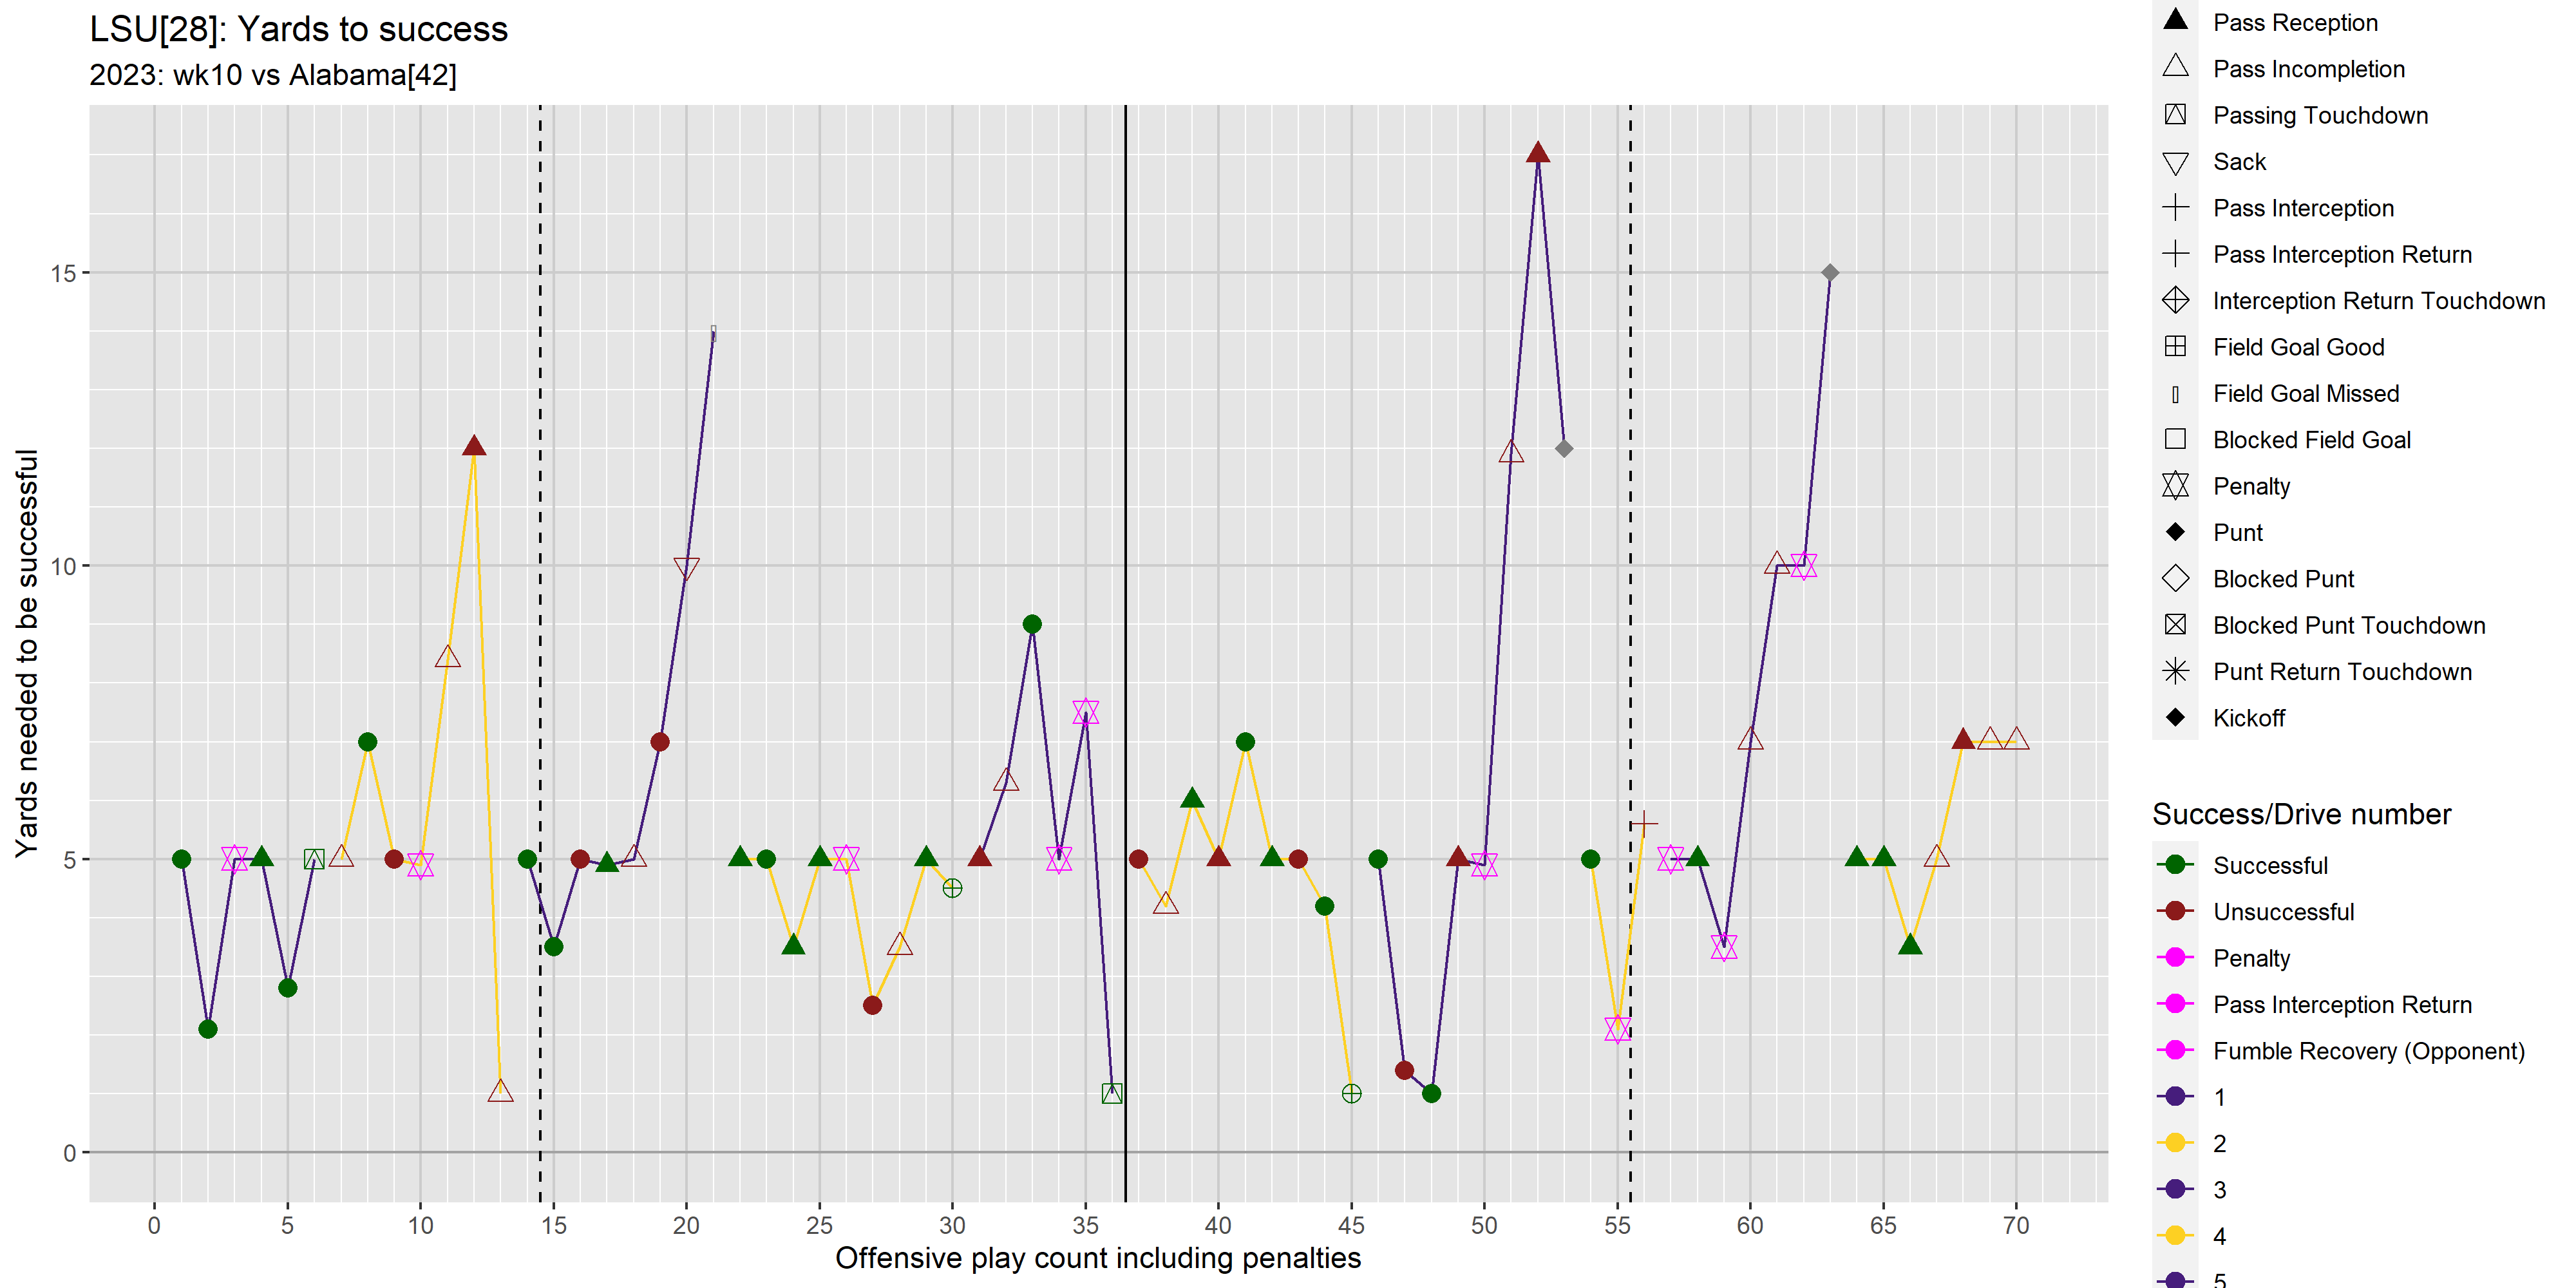 LSU[28]: Yards to success
2023: wk10 vs Alabama[42]
Yards needed to be successful
15
10
5
0
0 5 10 15 20 25 30 35 40 45 50 55 60 65 70
Offensive play count including penalties
Pass Reception
Pass Incompletion
Passing Touchdown
Sack
Pass Interception
Pass Interception Return
Interception Return Touchdown
Field Goal Good
Field Goal Missed
Blocked Field Goal
Penalty
Punt
Blocked Punt
Blocked Punt Touchdown
Punt Return Touchdown
Kickoff
Success/Drive number
Successful
Unsuccessful
Penalty
Pass Interception Return
Fumble Recovery (Opponent)
1
2
3
4
5